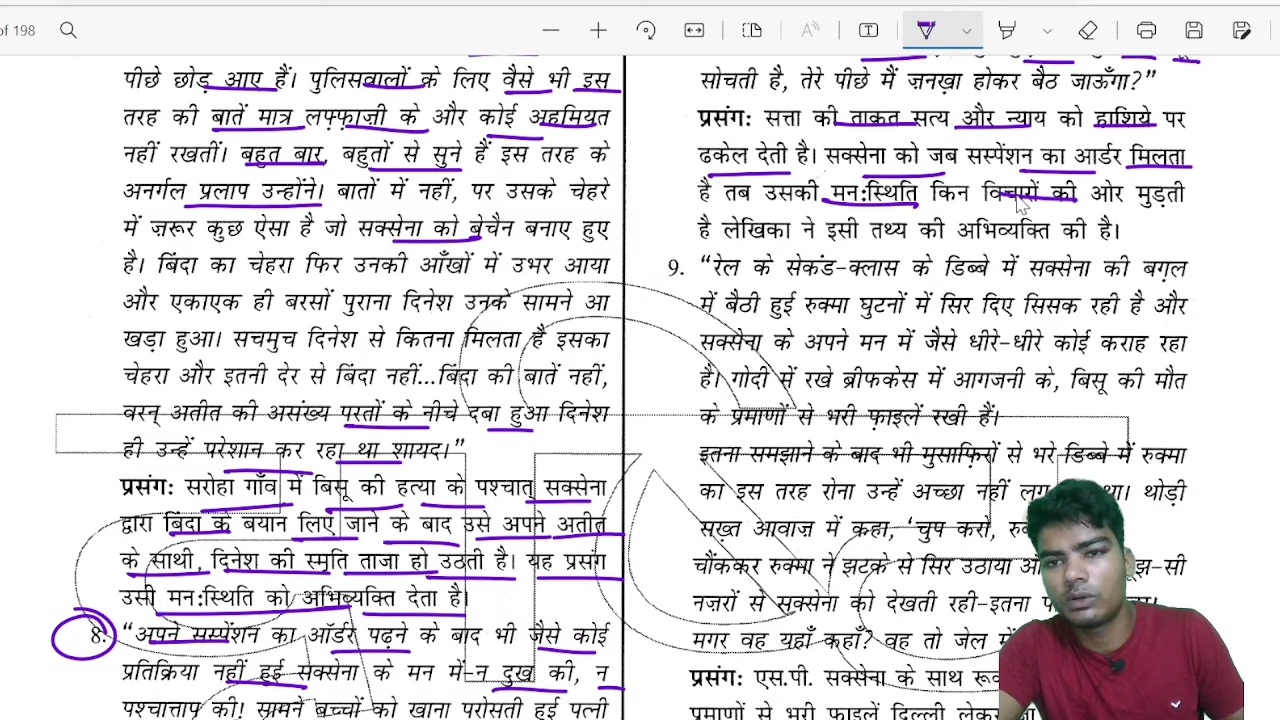 of 198
पीछे छोड़ आए हैं। पुलिसवालों के लिए वैसे भी इस
तरह की बातें मात्र लफ़्फ़ाज़ी के और कोई अहमियत
नहीं रखतीं। बहुत बार, बहुतों से सुने हैं इस तरह के
अनर्गल प्रलाप उन्होंने। बातों में नहीं, पर उसके चेहरे
में ज़रूर कुछ ऐसा है जो सक्सेना को बेचैन बनाए हुए
है। बिंदा का चेहरा फिर उनकी आँखों में उभर आया
और एकाएक ही बरसों पुराना दिनेश उनके सामने आ
खड़ा हुआ। सचमुच दिनेश से कितना मिलता है इसका
चेहरा और इतनी देर से बिंदा नहीं...बिंदा की बातें नहीं,
वरन् अतीत की असंख्य परतों के नीचे दबा हुआ दिनेश
ही उन्हें परेशान कर रहा था शायद।”
प्रसंग: सरोहा गाँव में बिसू की हत्या के पश्चात् सक्सेना
द्वारा बिंदा के बयान लिए जाने के बाद उसे अपने अतीत
के साथी, दिनेश की स्मृति ताजा हो उठती है। यह प्रसंग
उसी मन:स्थिति को अभिव्यक्ति देता है।
8. “अपने सस्पेंशन का ऑर्डर पढ़ने के बाद भी जैसे कोई
प्रतिक्रिया नहीं हुई सक्सेना के मन में-न दुख की, न
पश्चात्ताप की! सामने बच्चों को खाना परोसती हुई पत्नी
सोचती है, तेरे पीछे मैं ज़नख़ा होकर बैठ जाऊँगा?”
प्रसंग: सत्ता की ताकत सत्य और न्याय को हाशिये पर
ढकेल देती है। सक्सेना को जब सस्पेंशन का आर्डर मिलता
है तब उसकी मन:स्थिति किन विचारों की ओर मुड़ती
है लेखिका ने इसी तथ्य की अभिव्यक्ति की है।
9. “रेल के सेकंड-क्लास के डिब्बे में सक्सेना की बग़ल
में बैठी हुई रुक्मा घुटनों में सिर दिए सिसक रही है और
सक्सेना के अपने मन में जैसे धीरे-धीरे कोई कराह रहा
है। गोदी में रखे ब्रीफकेस में आगजनी के, बिसू की मौत
के प्रमाणों से भरी फ़ाइलें रखी हैं।
इतना समझाने के बाद भी मुसाफ़िरों से भरे डिब्बे में रुक्मा
का इस तरह रोना उन्हें अच्छा नहीं था। थोड़ी
सख़्त आवाज़ में कहा, ‘चुप करो,
चौंककर रुक्मा ने झटके से सिर उठाया
नज़रों से सक्सेना को देखती रही-इतना
मगर वह यहाँ कहाँ? वह तो जेल में
प्रसंग: एस.पी. सक्सेना के साथ
प्रमाणों से भरी फाइलें दिल्ली